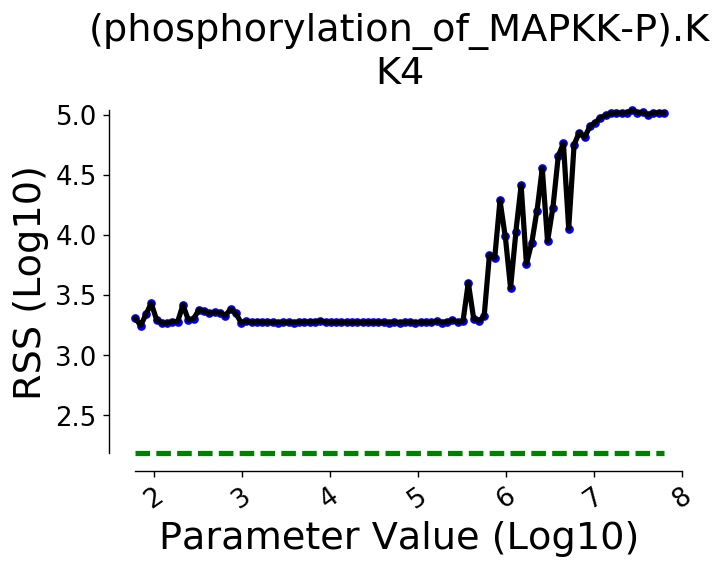 (phosphorylation_of_MAPKK-P).K
K4
5.0
4.5
4.0
3.5
3.0
2.5
RSS (Log10)
2 3 4 5 6 7 8
Parameter Value (Log10)